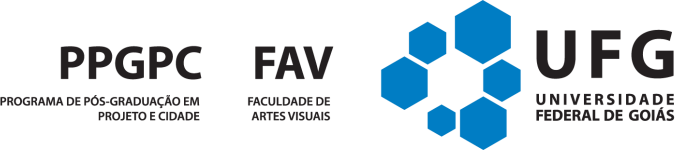 PPGPC
PROGRAMA DE PÓS-GRADUAÇÃO EM
PROJETO E CIDADE
FAV
FACULDADE DE
ARTES VISUAIS
UFG
UNIVERSIDADE
FEDERAL DE GOIÁS